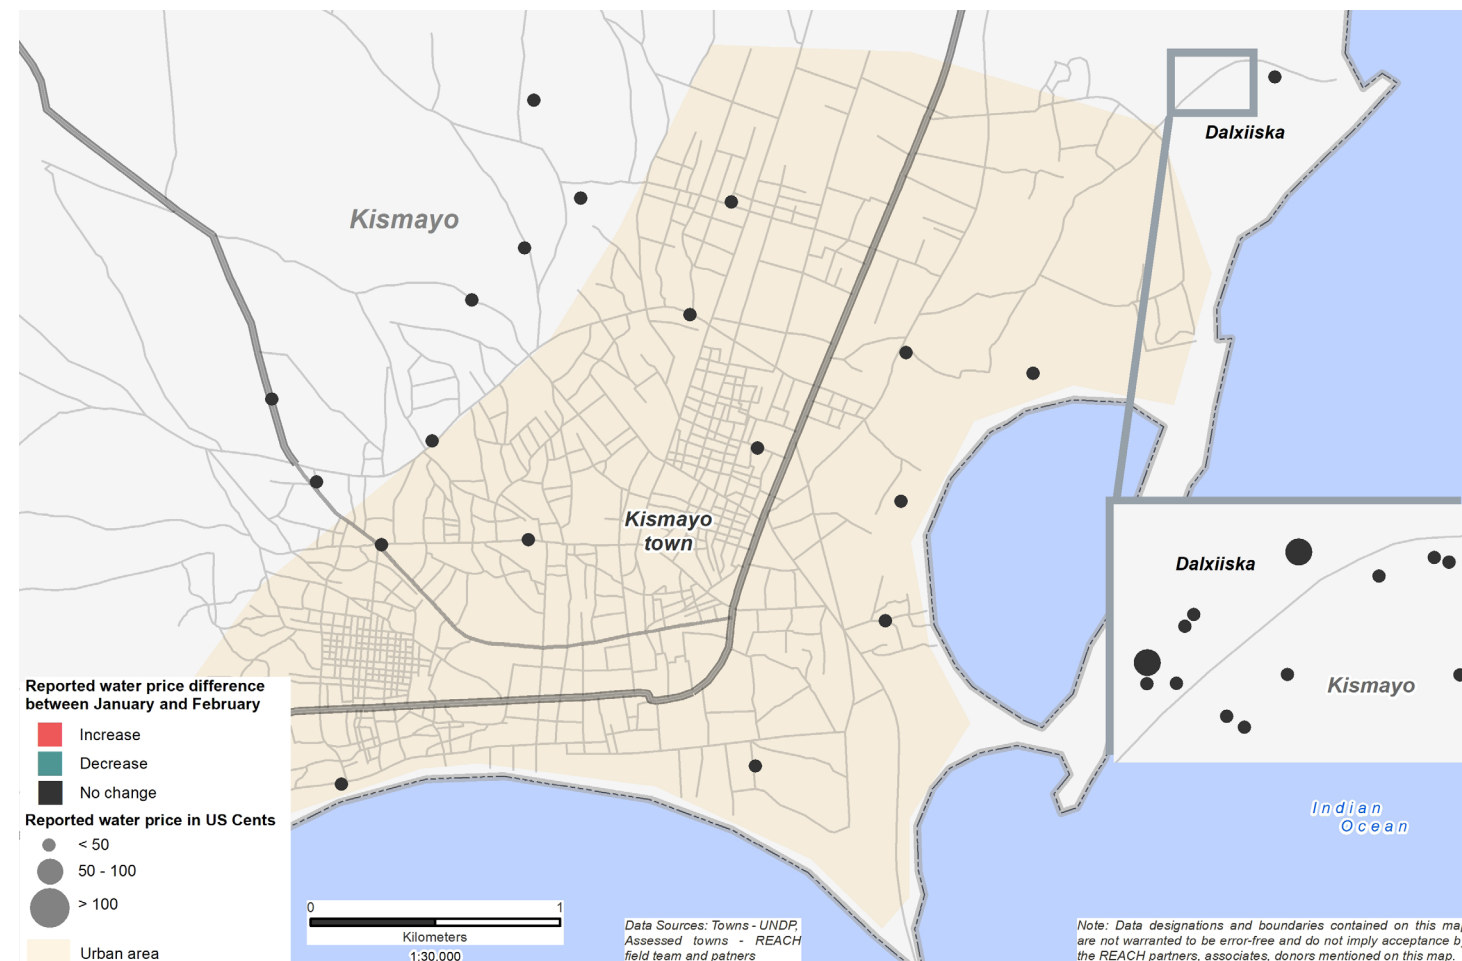 Dalxiiska
Kismayo
Kismayo
town
Dalxiiska
Kismayo
Indian
Ocean
Reported water price difference
between January and February
Increase
Decrease
No change
Reported water price in US Cents
< 50
50 - 100
> 100
Urban area
0 1
Kilometers
1:30,000
Data Sources: Towns - UNDP,
Assessed towns - REACH
field team and patners
Note: Data designations and boundaries contained on this map
are not warranted to be error-free and do not imply acceptance by
the REACH partners, associates, donors mentioned on this map.